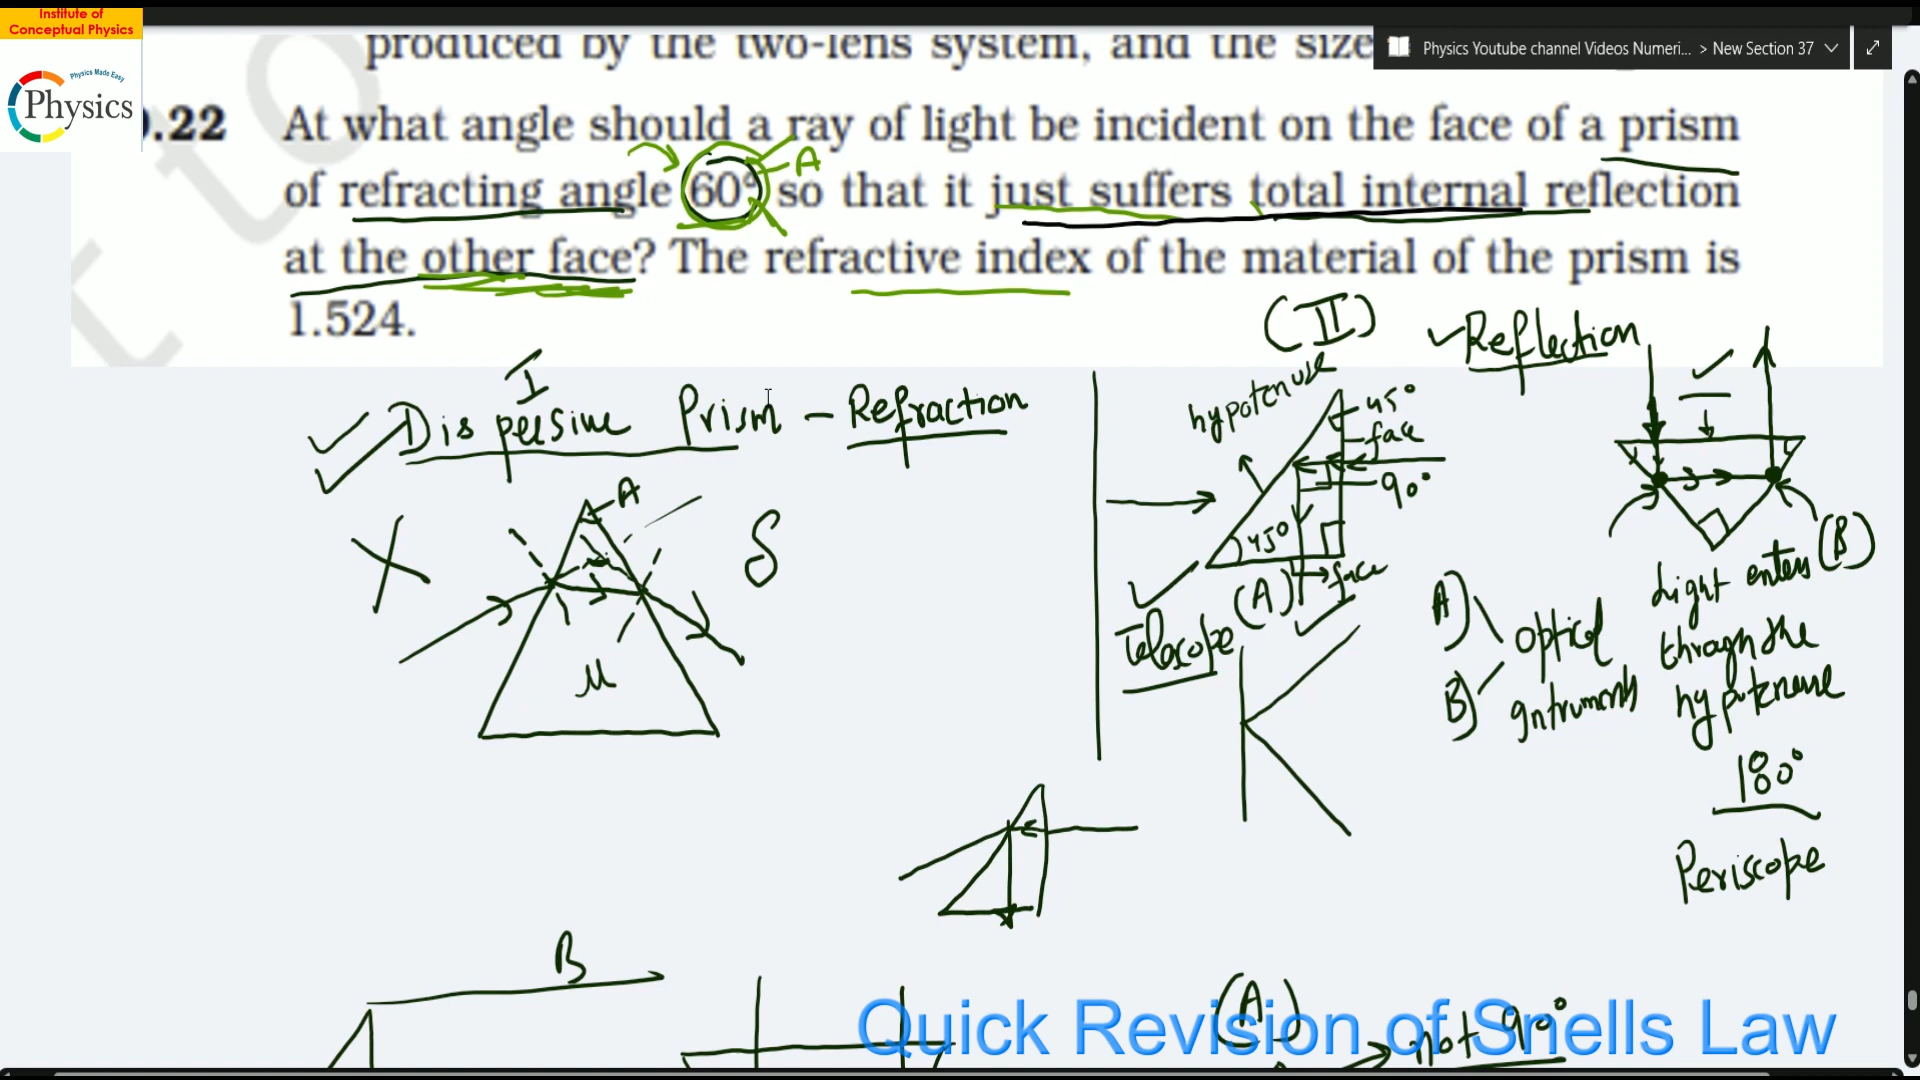 Institute of
Conceptual Physics
Physics Made Easy
Physics
produced by the two-lens system, and the size
Physics Youtube channel Videos Numeri... > New Section 37
.22 At what angle should a ray of light be incident on the face of a prism
A
of refracting angle 60° so that it just suffers total internal reflection
at the other face? The refractive index of the material of the prism is
1.524.
I
Dispersive Prism – Refraction
A
δ
μ
(II)
Reflection
hypotenuse
45°
face
90°
45°
face
(A)
Telescope
A)
B)
optical
(B)
Light enters
through the
hypotenuse
180°
Periscope
B
(A)
not 90°
Quick Revision of Snells Law